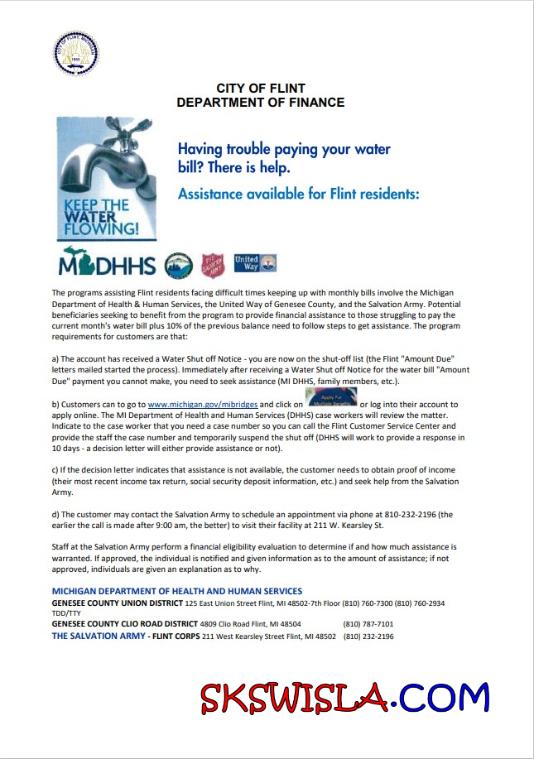 CITY OF FLINT
DEPARTMENT OF FINANCE
Having trouble paying your water
bill? There is help.
Assistance available for Flint residents:
KEEP THE
WATER
FLOWING!
MDHHS
THE SALVATION ARMY
United
Way
The programs assisting Flint residents facing difficult times keeping up with monthly bills involve the Michigan
Department of Health & Human Services, the United Way of Genesee County, and the Salvation Army. Potential
beneficiaries seeking to benefit from the program to provide financial assistance to those struggling to pay the
current month's water bill plus 10% of the previous balance need to follow steps to get assistance. The program
requirements for customers are that:
a) The account has received a Water Shut off Notice - you are now on the shut-off list (the Flint "Amount Due"
letters mailed started the process). Immediately after receiving a Water Shut off Notice for the water bill "Amount
Due" payment you cannot make, you need to seek assistance (MI DHHS, family members, etc.).
b) Customers can to go to www.michigan.gov/mibridges and click on Apply For Multiple Benefits or log into their account to
apply online. The MI Department of Health and Human Services (DHHS) case workers will review the matter.
Indicate to the case worker that you need a case number so you can call the Flint Customer Service Center and
provide the staff the case number and temporarily suspend the shut off (DHHS will work to provide a response in
10 days - a decision letter will either provide assistance or not).
c) If the decision letter indicates that assistance is not available, the customer needs to obtain proof of income
(their most recent income tax return, social security deposit information, etc.) and seek help from the Salvation
Army.
d) The customer may contact the Salvation Army to schedule an appointment via phone at 810-232-2196 (the
earlier the call is made after 9:00 am, the better) to visit their facility at 211 W. Kearsley St.
Staff at the Salvation Army perform a financial eligibility evaluation to determine if and how much assistance is
warranted. If approved, the individual is notified and given information as to the amount of assistance; if not
approved, individuals are given an explanation as to why.
MICHIGAN DEPARTMENT OF HEALTH AND HUMAN SERVICES
GENESEE COUNTY UNION DISTRICT 125 East Union Street Flint, MI 48502-7th Floor (810) 760-7300 (810) 760-2934
TDD/TTY
GENESEE COUNTY CLIO ROAD DISTRICT 4809 Clio Road Flint, MI 48504 (810) 787-7101
THE SALVATION ARMY - FLINT CORPS 211 West Kearsley Street Flint, MI 48502 (810) 232-2196
SKSWISLA.COM